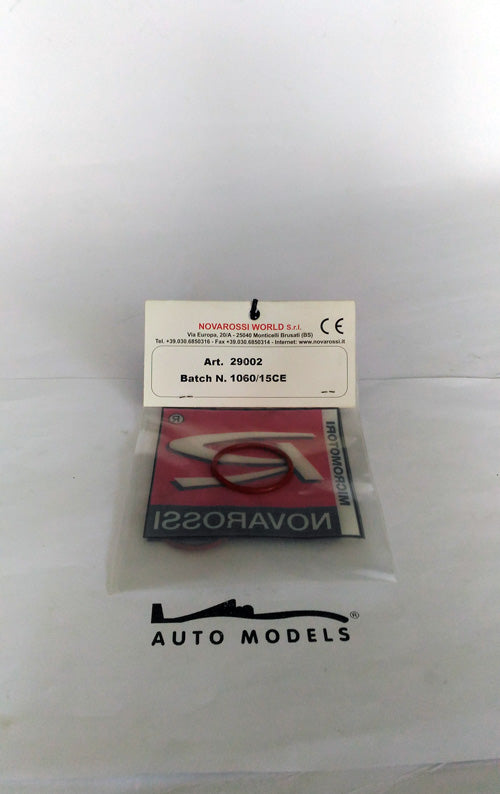 NOVAROSSI WORLD S.r.l.
CE
Via Europa, 20/A - 25040 Monticelli Brusati (BS)
Tel. +39.030.6850316 - Fax +39.030.6850314 - Internet: www.novarossi.it
Art. 29002
Batch N. 1060/15CE
®
MICROMOTORI
NOVAROSSI
®
AUTO MODELS